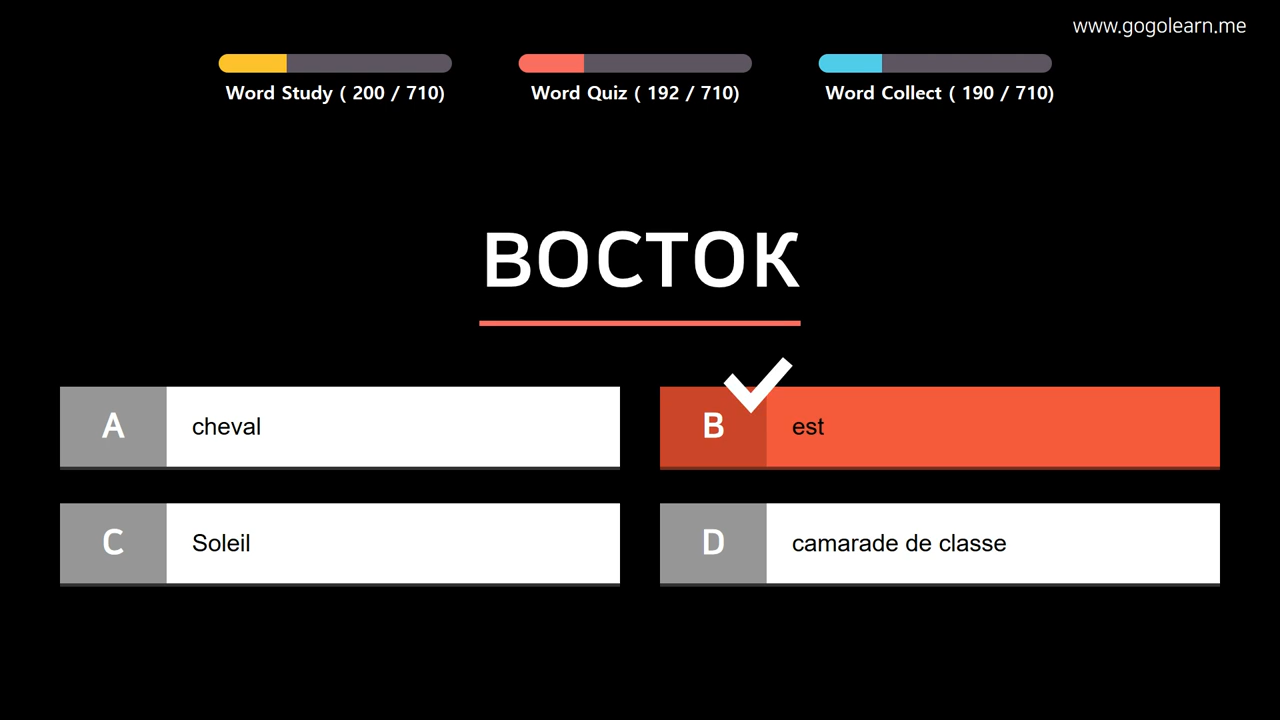 www.gogolearn.me
Word Study ( 200 / 710)
Word Quiz ( 192 / 710)
Word Collect ( 190 / 710)
ВОСТОК
A
cheval
B
est
C
Soleil
D
camarade de classe